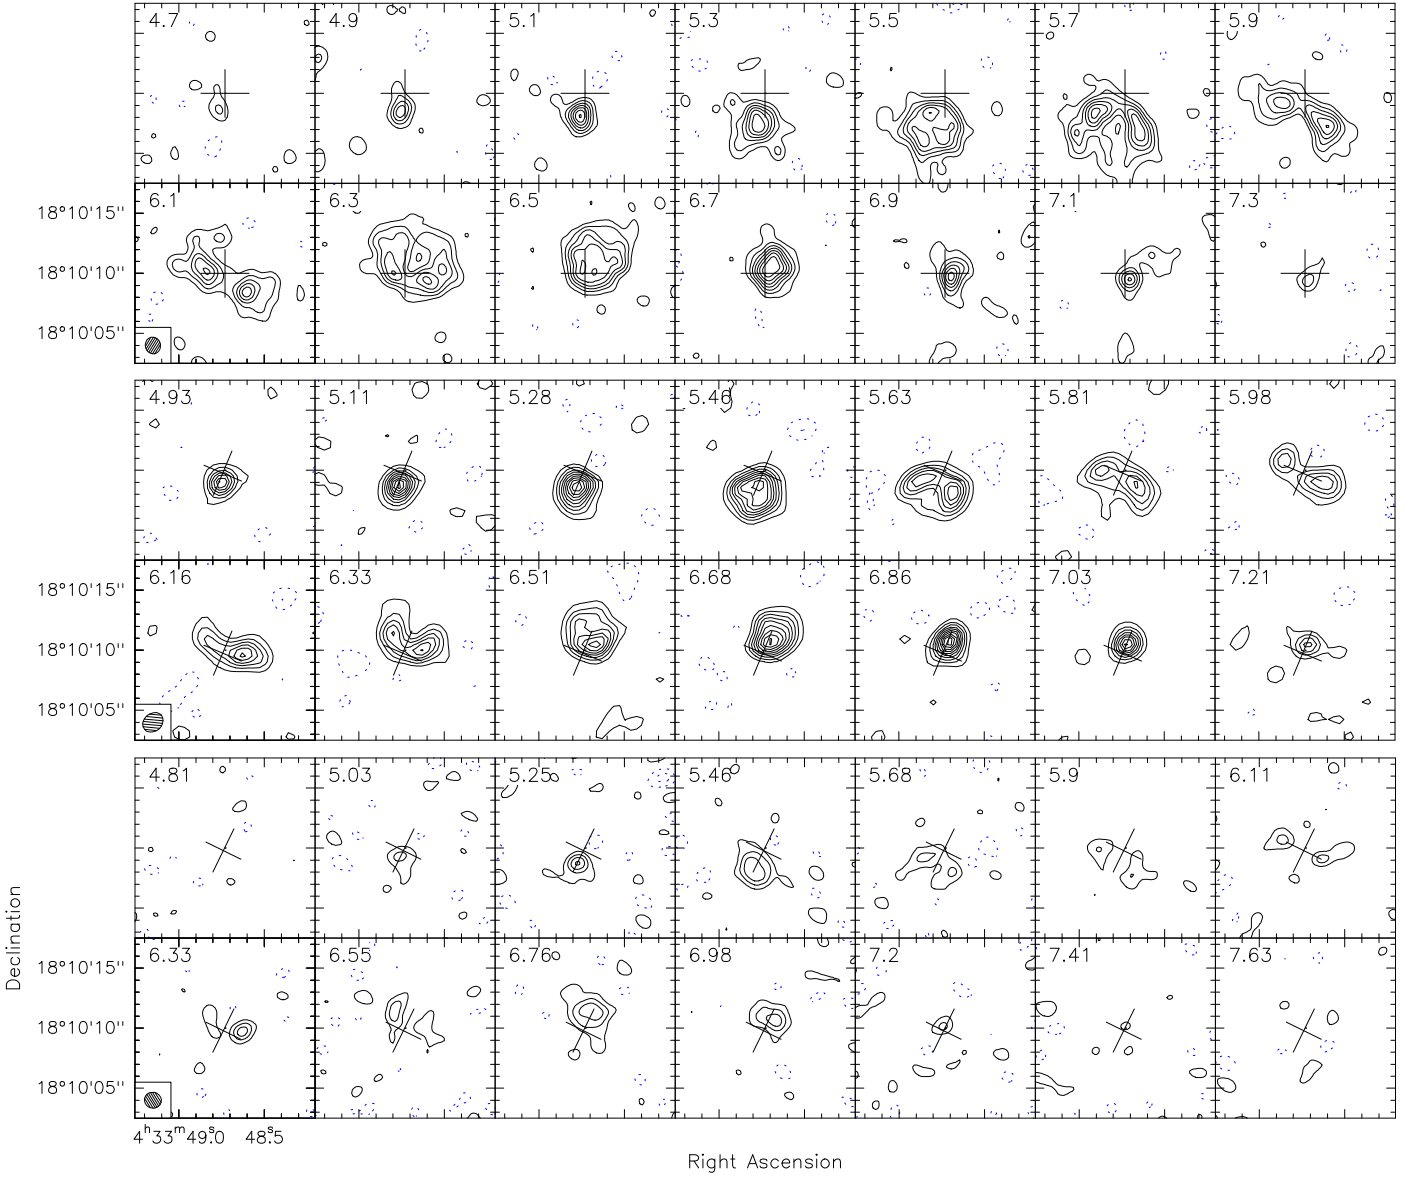 4.7 4.9 5.1 5.3 5.5 5.7 5.9
6.1 6.3 6.5 6.7 6.9 7.1 7.3
18°10'15"
18°10'10"
18°10'05"
4.93 5.11 5.28 5.46 5.63 5.81 5.98
6.16 6.33 6.51 6.68 6.86 7.03 7.21
18°10'15"
18°10'10"
18°10'05"
4.81 5.03 5.25 5.46 5.68 5.9 6.11
6.33 6.55 6.76 6.98 7.2 7.41 7.63
18°10'15"
18°10'10"
18°10'05"
Declination
4ʰ33ᵐ49ˢ.0 48ˢ.5
Right Ascension